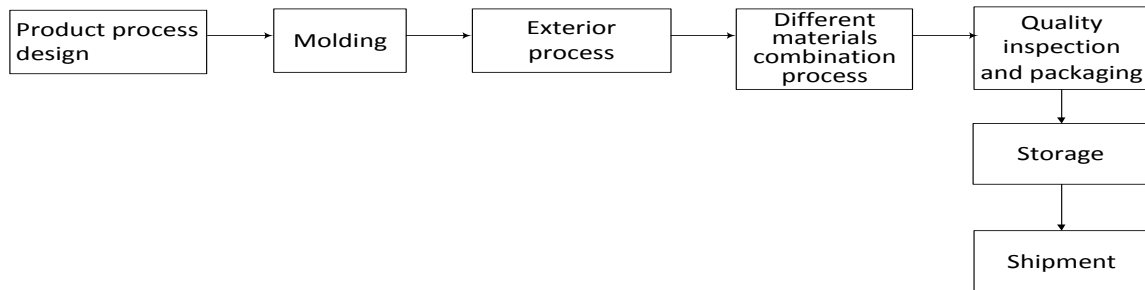 Product process
design
Molding
Exterior
process
Different
materials
combination
process
Quality
inspection
and packaging
Storage
Shipment